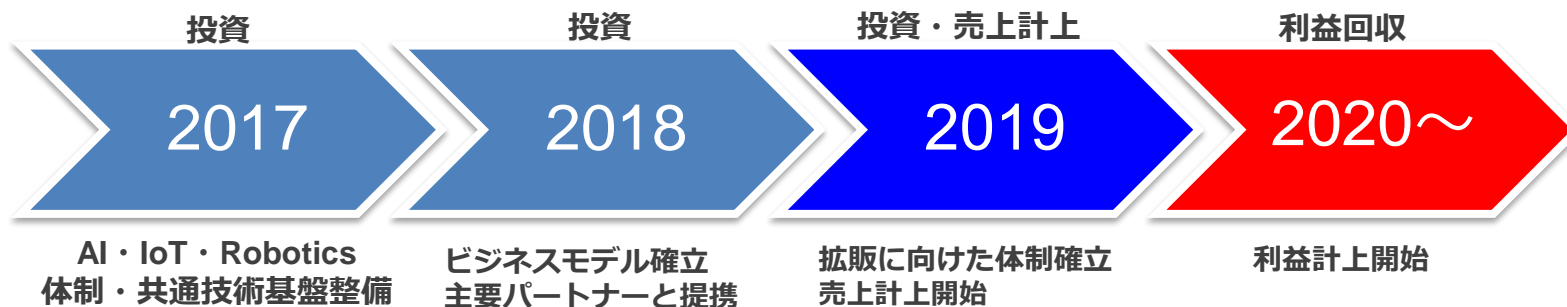 投資
投資
投資・売上計上
利益回収
2017
2018
2019
2020～
AI・IoT・Robotics
体制・共通技術基盤整備
ビジネスモデル確立
主要パートナーと提携
拡販に向けた体制確立
売上計上開始
利益計上開始